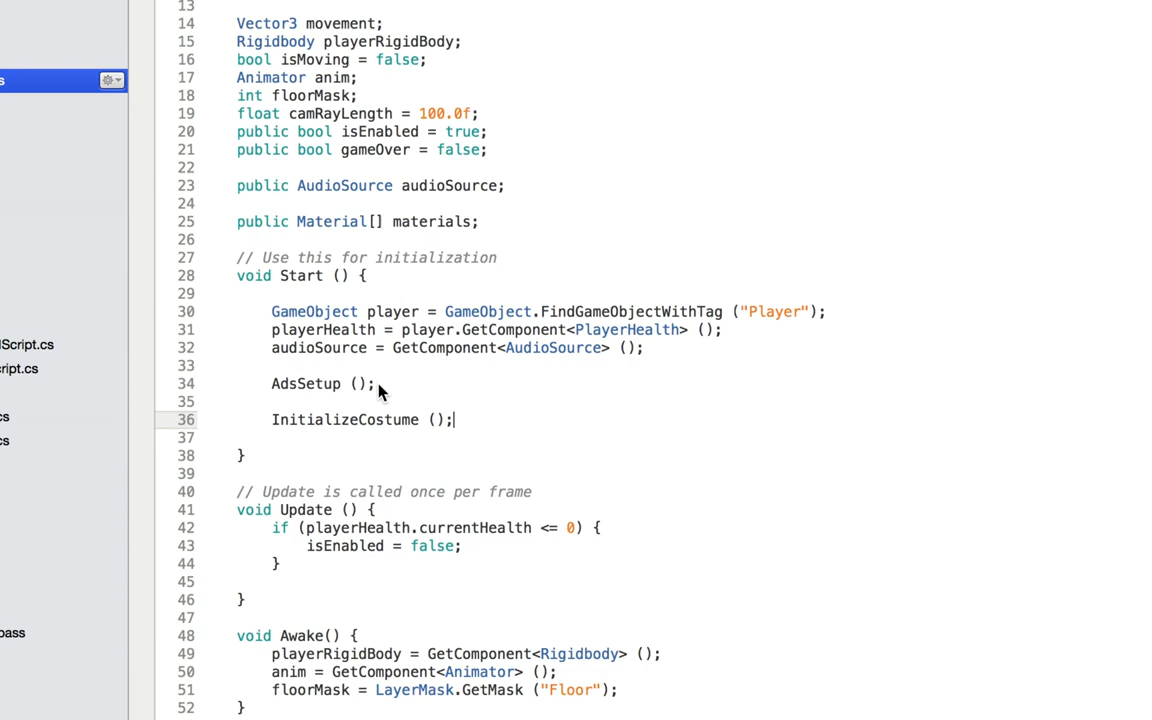 13
14 Vector3 movement;
15 Rigidbody playerRigidBody;
16 bool isMoving = false;
17 Animator anim;
18 int floorMask;
19 float camRayLength = 100.0f;
20 public bool isEnabled = true;
21 public bool gameOver = false;
22
23 public AudioSource audioSource;
24
25 public Material[] materials;
26
27 // Use this for initialization
28 void Start () {
29
30 GameObject player = GameObject.FindGameObjectWithTag ("Player");
31 playerHealth = player.GetComponent<PlayerHealth> ();
32 audioSource = GetComponent<AudioSource> ();
33
34 AdsSetup ();
35
36 InitializeCostume ();
37
38 }
39
40 // Update is called once per frame
41 void Update () {
42 if (playerHealth.currentHealth <= 0) {
43 isEnabled = false;
44 }
45
46 }
47
48 void Awake() {
49 playerRigidBody = GetComponent<Rigidbody> ();
50 anim = GetComponent<Animator> ();
51 floorMask = LayerMask.GetMask ("Floor");
52 }
s
lScript.cs
ript.cs
cs
cs
pass